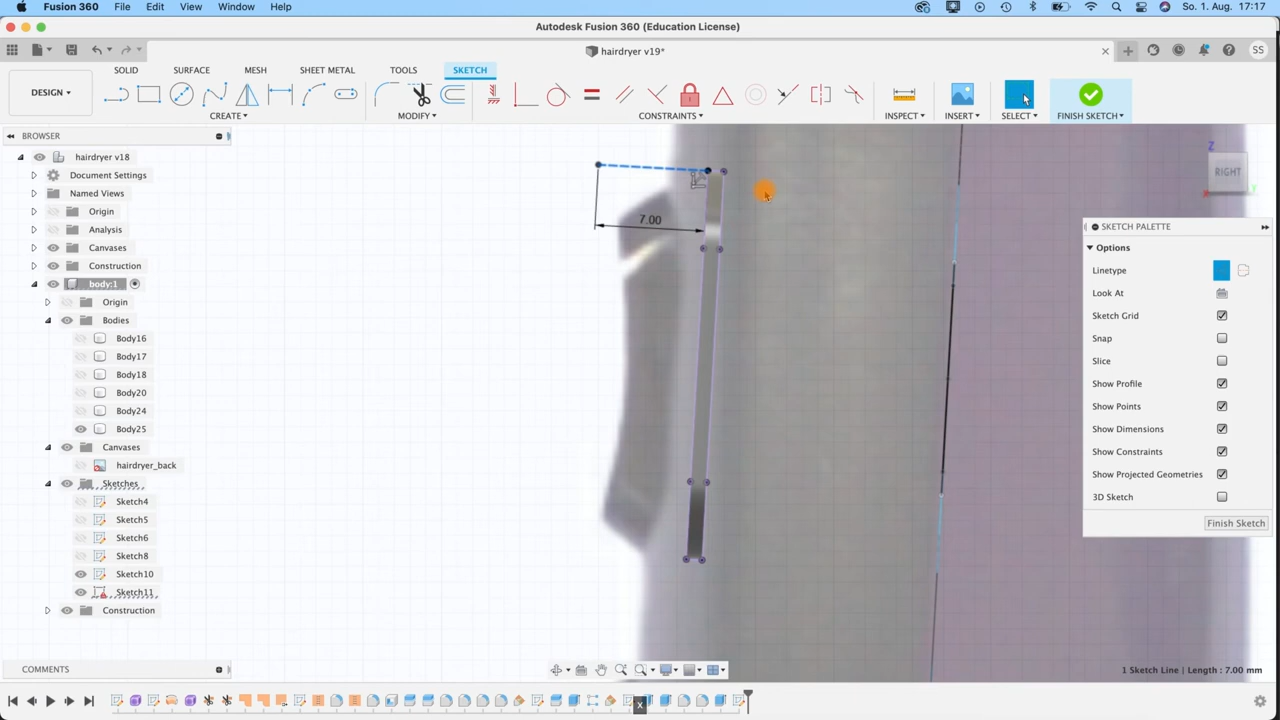 Fusion 360 File Edit View Window Help So. 1. Aug. 17:17
Autodesk Fusion 360 (Education License)
hairdryer v19* SS
SOLID SURFACE MESH SHEET METAL TOOLS SKETCH
DESIGN
CREATE MODIFY CONSTRAINTS INSPECT INSERT SELECT FINISH SKETCH
BROWSER
hairdryer v18
Document Settings
Named Views
Origin
Analysis
Canvases
Construction
body:1
Origin
Bodies
Body16
Body17
Body18
Body20
Body24
Body25
Canvases
hairdryer_back
Sketches
Sketch4
Sketch5
Sketch6
Sketch8
Sketch10
Sketch11
Construction
7.00
Z
RIGHT
X Y
SKETCH PALETTE
Options
Linetype
Look At
Sketch Grid
Snap
Slice
Show Profile
Show Points
Show Dimensions
Show Constraints
Show Projected Geometries
3D Sketch
Finish Sketch
COMMENTS
1 Sketch Line | Length : 7.00 mm
x